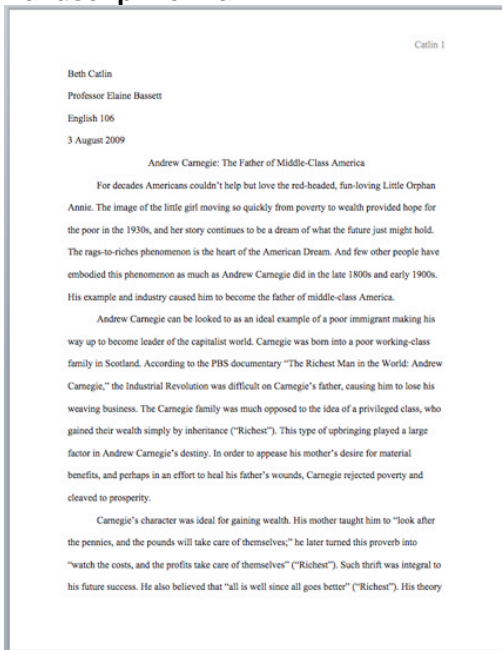 Catlin 1
Beth Catlin
Professor Elaine Bassett
English 106
3 August 2009
Andrew Carnegie: The Father of Middle-Class America
For decades Americans couldn't help but love the red-headed, fun-loving Little Orphan
Annie. The image of the little girl moving so quickly from poverty to wealth provided hope for
the poor in the 1930s, and her story continues to be a dream of what the future just might hold.
The rags-to-riches phenomenon is the heart of the American Dream. And few other people have
embodied this phenomenon as much as Andrew Carnegie did in the late 1800s and early 1900s.
His example and industry caused him to become the father of middle-class America.
Andrew Carnegie can be looked to as an ideal example of a poor immigrant making his
way up to become leader of the capitalist world. Carnegie was born into a poor working-class
family in Scotland. According to the PBS documentary “The Richest Man in the World: Andrew
Carnegie,” the Industrial Revolution was difficult on Carnegie's father, causing him to lose his
weaving business. The Carnegie family was much opposed to the idea of a privileged class, who
gained their wealth simply by inheritance (“Richest”). This type of upbringing played a large
factor in Andrew Carnegie's destiny. In order to appease his mother's desire for material
benefits, and perhaps in an effort to heal his father's wounds, Carnegie rejected poverty and
cleaved to prosperity.
Carnegie's character was ideal for gaining wealth. His mother taught him to “look after
the pennies, and the pounds will take care of themselves;” he later turned this proverb into
“watch the costs, and the profits take care of themselves” (“Richest”). Such thrift was integral to
his future success. He also believed that “all is well since all goes better” (“Richest”). His theory